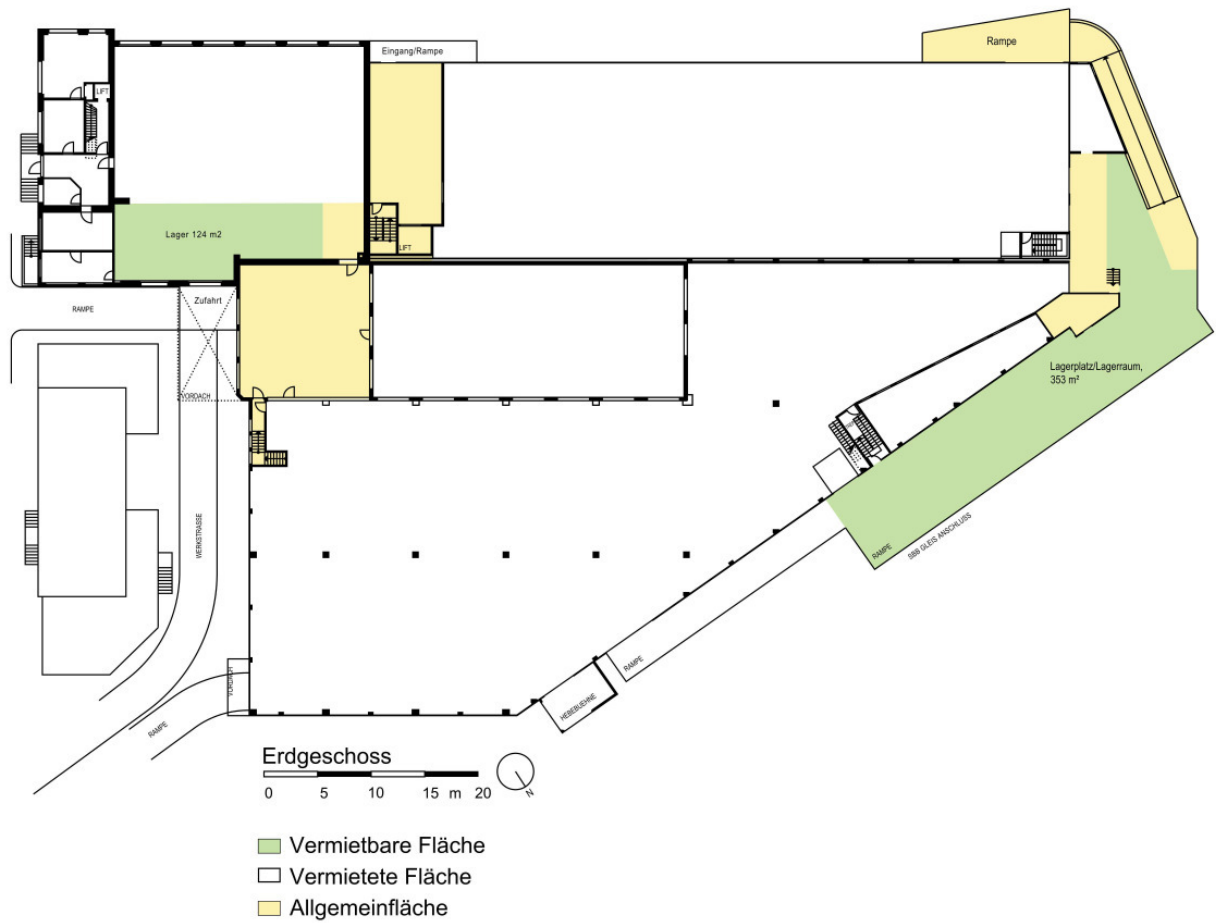 Eingang/Rampe
Rampe
LIFT
Lager 124 m2
LIFT
RAMPE
Zufahrt
VORDACH
Lagerplatz/Lagerraum,
353 m²
WERKSTRASSE
RAMPE
SBB GLEIS ANSCHLUSS
RAMPE
VORDACH
HEBEBUEHNE
RAMPE
Erdgeschoss
0 5 10 15 m 20
N
Vermietbare Fläche
Vermietete Fläche
Allgemeinfläche